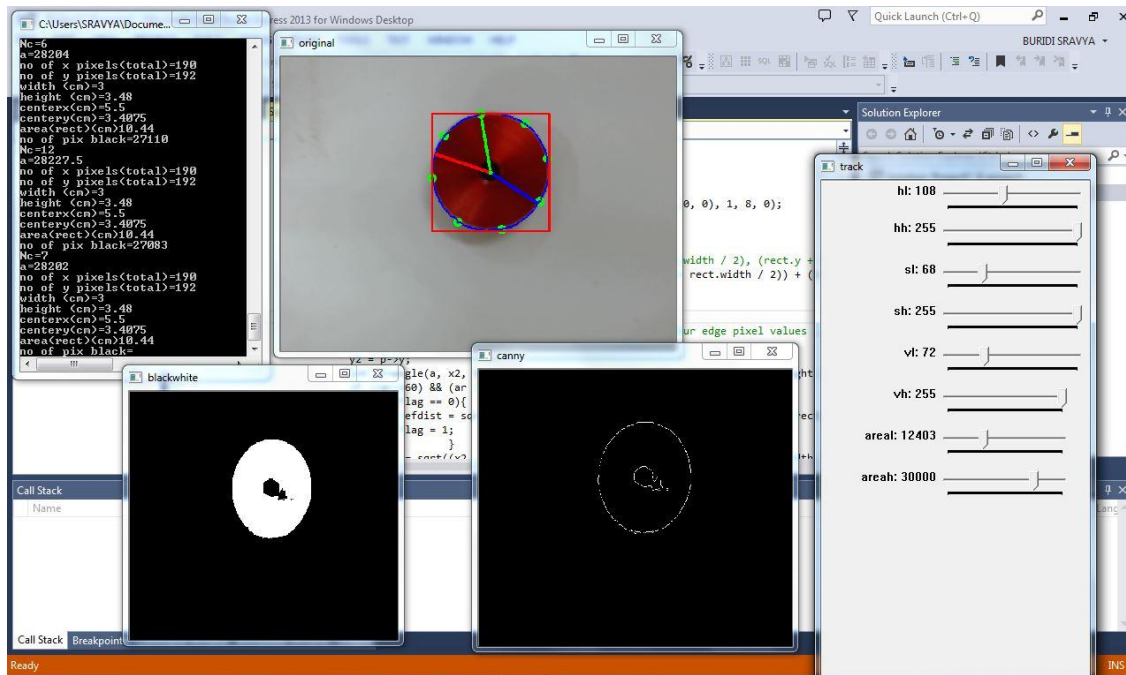 C:\Users\SRAVYA\Docume...
ress 2013 for Windows Desktop
Quick Launch (Ctrl+Q)
BURIDI SRAVYA
Nc=6
a=28204
no of x pixels(total)=190
no of y pixels(total)=192
width (cm)=3
height (cm)=3.48
centerx(cm)=5.5
centery(cm)=3.4075
area(rect)(cm)10.44
no of pix black=27110
Nc=12
a=28227.5
no of x pixels(total)=190
no of y pixels(total)=192
width (cm)=3
height (cm)=3.48
centerx(cm)=5.5
centery(cm)=3.4075
area(rect)(cm)10.44
no of pix black=27083
Nc=7
a=28202
no of x pixels(total)=190
no of y pixels(total)=192
width (cm)=3
height (cm)=3.48
centerx(cm)=5.5
centery(cm)=3.4075
area(rect)(cm)10.44
no of pix black=
original
Solution Explorer
track
hl: 108
hh: 255
sl: 68
sh: 255
vl: 72
vh: 255
areal: 12403
areah: 30000
0, 0), 1, 8, 0);
width / 2), (rect.y +
rect.width / 2)) + (
ur edge pixel values
y2 = p->y;
gle(a, x2,
60) && (ar
lag == 0){
efdist = sq
lag = 1;
}
= sqrt((x2
blackwhite
canny
Call Stack
Name
Lang
Call Stack Breakpoint
Ready
INS